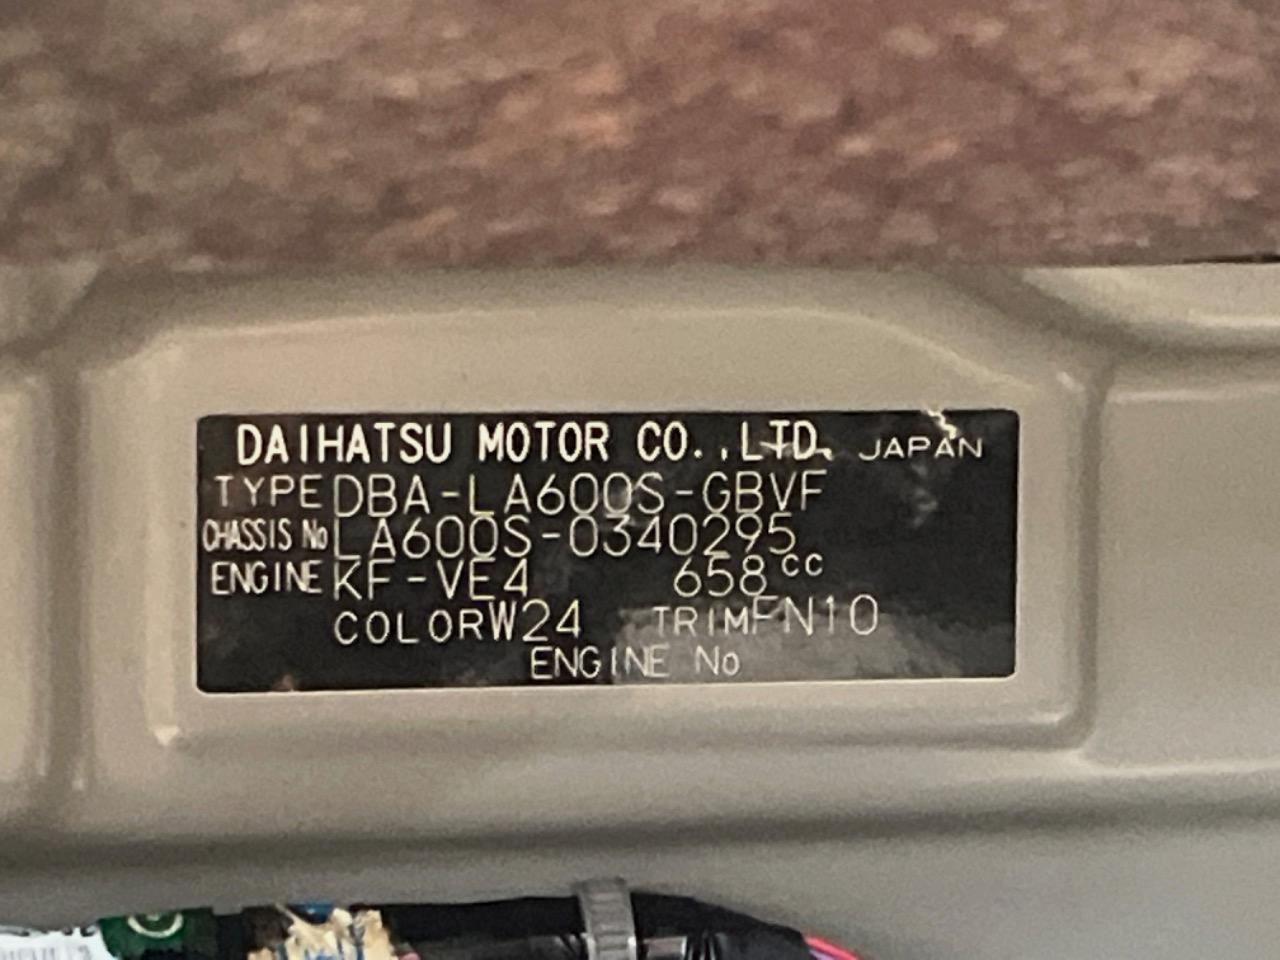 DAIHATSU MOTOR CO.,LTD. JAPAN
TYPE DBA-LA600S-GBVF
CHASSIS No LA600S-0340295
ENGINE KF-VE4 658cc
COLOR W24 TRIM FN10
ENGINE No